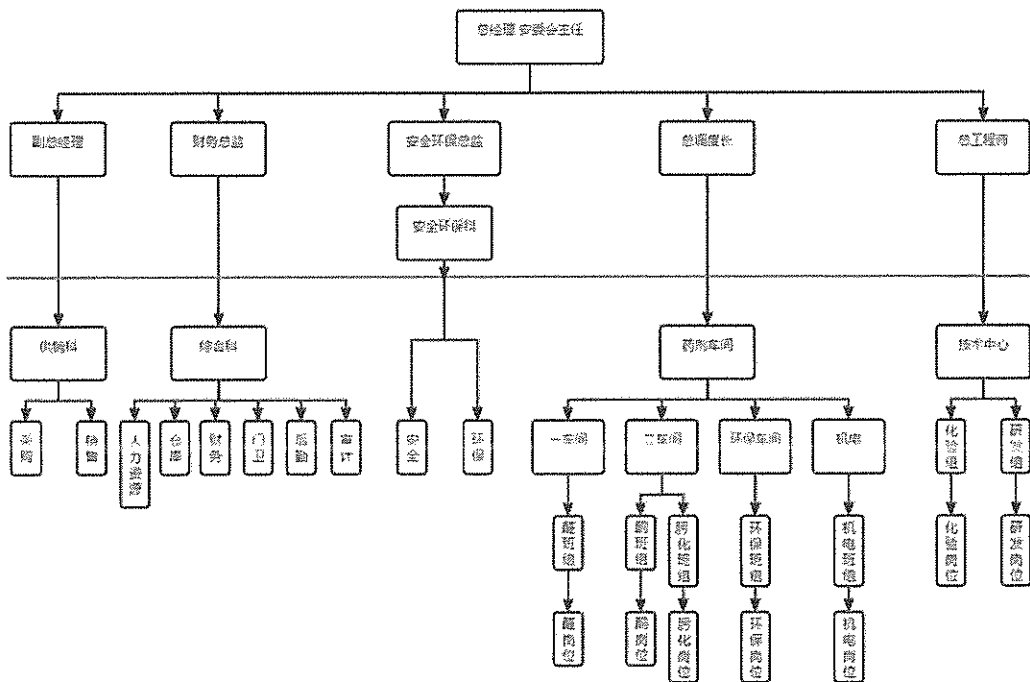 总经理 安委会主任
副总经理
财务总监
安全环保总监
总调度长
总工程师
安全环保科
供销科
综合科
药剂车间
技术中心
采购
销售
人力资源
仓库
财务
门卫
后勤
审计
安全
环保
一车间
二车间
环保车间
机电
化验组
研发组
班组
班组
化班组
环保班组
机电班组
化验岗位
研发岗位
岗位
岗位
化岗位
环保岗位
机电岗位